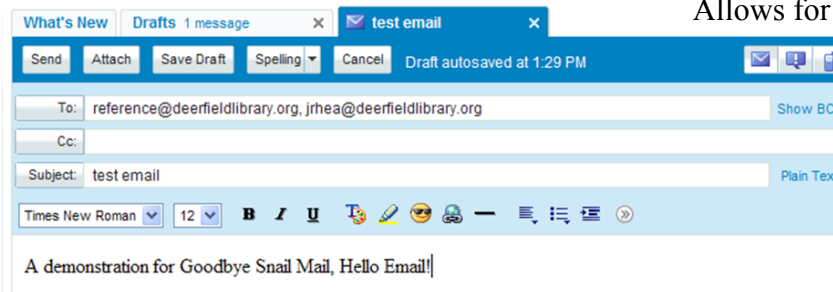 Allows for
What's New Drafts 1 message × test email ×
Send Attach Save Draft Spelling Cancel Draft autosaved at 1:29 PM
To: reference@deerfieldlibrary.org, jrhea@deerfieldlibrary.org Show BC
Cc:
Subject: test email Plain Tex
Times New Roman 12 B I U
A demonstration for Goodbye Snail Mail, Hello Email!